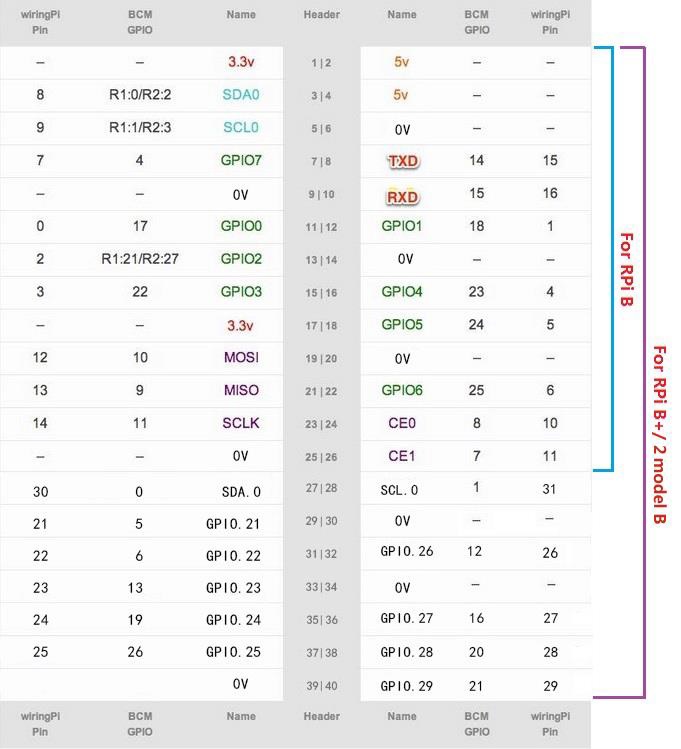 wiringPi Pin BCM GPIO Name Header Name BCM GPIO wiringPi Pin
– – 3.3v 1|2 5v – –
8 R1:0/R2:2 SDA0 3|4 5v – –
9 R1:1/R2:3 SCL0 5|6 0V – –
7 4 GPIO7 7|8 TXD 14 15
– – 0V 9|10 RXD 15 16
0 17 GPIO0 11|12 GPIO1 18 1
2 R1:21/R2:27 GPIO2 13|14 0V – –
3 22 GPIO3 15|16 GPIO4 23 4
– – 3.3v 17|18 GPIO5 24 5
12 10 MOSI 19|20 0V – –
13 9 MISO 21|22 GPIO6 25 6
14 11 SCLK 23|24 CE0 8 10
– – 0V 25|26 CE1 7 11
30 0 SDA.0 27|28 SCL.0 1 31
21 5 GPIO.21 29|30 0V – –
22 6 GPIO.22 31|32 GPIO.26 12 26
23 13 GPIO.23 33|34 0V – –
24 19 GPIO.24 35|36 GPIO.27 16 27
25 26 GPIO.25 37|38 GPIO.28 20 28
0V 39|40 GPIO.29 21 29
wiringPi Pin BCM GPIO Name Header Name BCM GPIO wiringPi Pin
For RPi B
For RPi B+/ 2 model B